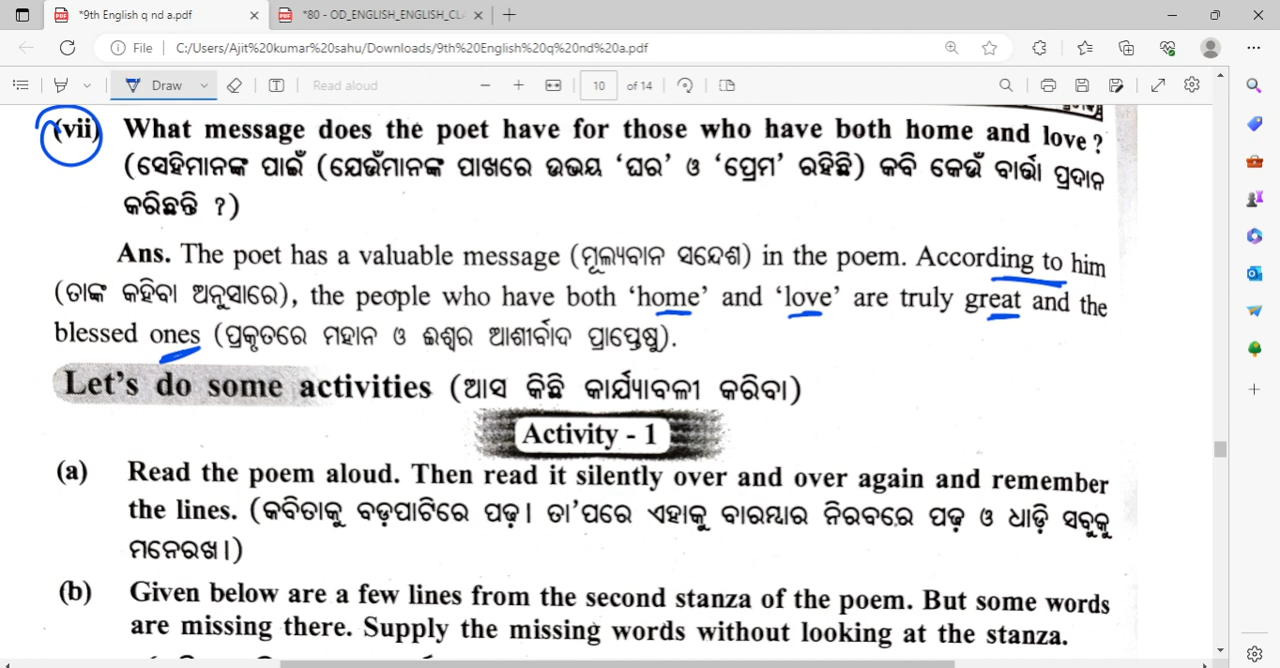 *9th English q nd a.pdf
*80 - OD_ENGLISH_ENGLISH_CLA
File
C:/Users/Ajit%20kumar%20sahu/Downloads/9th%20English%20q%20nd%20a.pdf
Draw
Read aloud
10 of 14
(vii) What message does the poet have for those who have both home and love ?
(ସେହିମାନଙ୍କ ପାଇଁ (ଯେଉଁମାନଙ୍କ ପାଖରେ ଉଭୟ ‘ଘର’ ଓ ‘ପ୍ରେମ’ ରହିଛି) କବି କେଉଁ ବାର୍ତ୍ତା ପ୍ରଦାନ
କରିଛନ୍ତି ?)
Ans. The poet has a valuable message (ମୂଲ୍ୟବାନ ସନ୍ଦେଶ) in the poem. According to him
(ତାଙ୍କ କହିବା ଅନୁସାରେ), the people who have both ‘home’ and ‘love’ are truly great and the
blessed ones (ପ୍ରକୃତରେ ମହାନ ଓ ଈଶ୍ୱର ଆଶୀର୍ବାଦ ପ୍ରାପ୍ତେଷୁ).
Let’s do some activities (ଆସ କିଛି କାର୍ଯ୍ୟାବଳୀ କରିବା)
Activity - 1
(a) Read the poem aloud. Then read it silently over and over again and remember
the lines. (କବିତାକୁ ବଡ଼ପାଟିରେ ପଢ଼। ତା’ପରେ ଏହାକୁ ବାରମ୍ବାର ନିରବରେ ପଢ଼ ଓ ଧାଡ଼ି ସବୁକୁ
ମନେରଖ।)
(b) Given below are a few lines from the second stanza of the poem. But some words
are missing there. Supply the missing words without looking at the stanza.